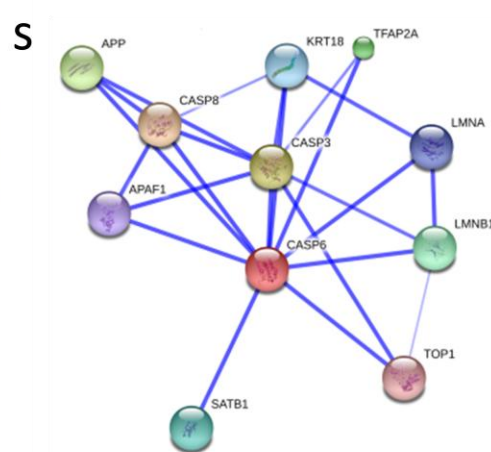 S
APP
KRT18
TFAP2A
CASP8
LMNA
CASP3
APAF1
LMNB1
CASP6
TOP1
SATB1